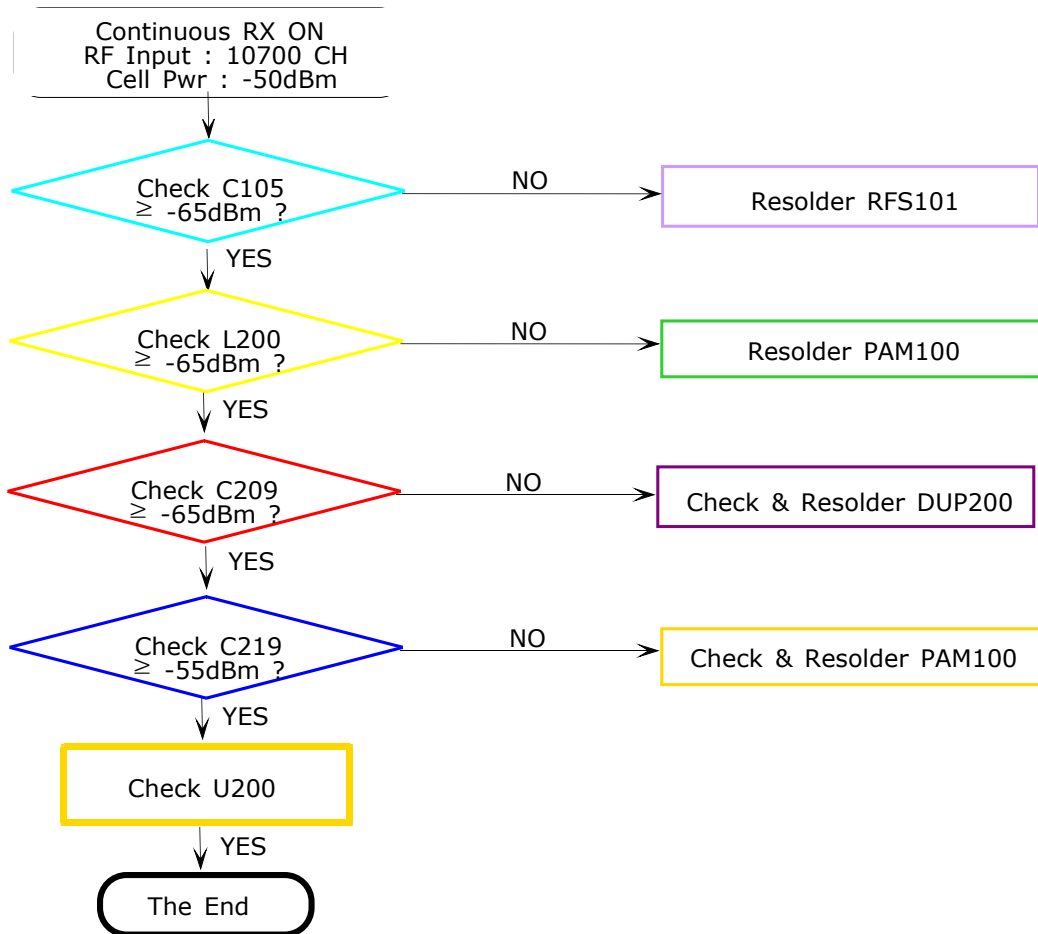 Continuous RX ON
RF Input : 10700 CH
Cell Pwr : -50dBm
Check C105
≥ -65dBm ?
NO
Resolder RFS101
YES
Check L200
≥ -65dBm ?
NO
Resolder PAM100
YES
Check C209
≥ -65dBm ?
NO
Check & Resolder DUP200
YES
Check C219
≥ -55dBm ?
NO
Check & Resolder PAM100
YES
Check U200
YES
The End